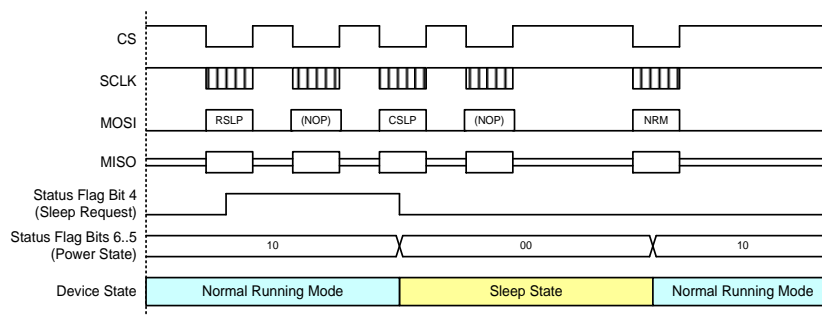 CS
SCLK
MOSI RSLP (NOP) CSLP (NOP) NRM
MISO
Status Flag Bit 4
(Sleep Request)
Status Flag Bits 6..5
(Power State)
10 00 10
Device State Normal Running Mode Sleep State Normal Running Mode